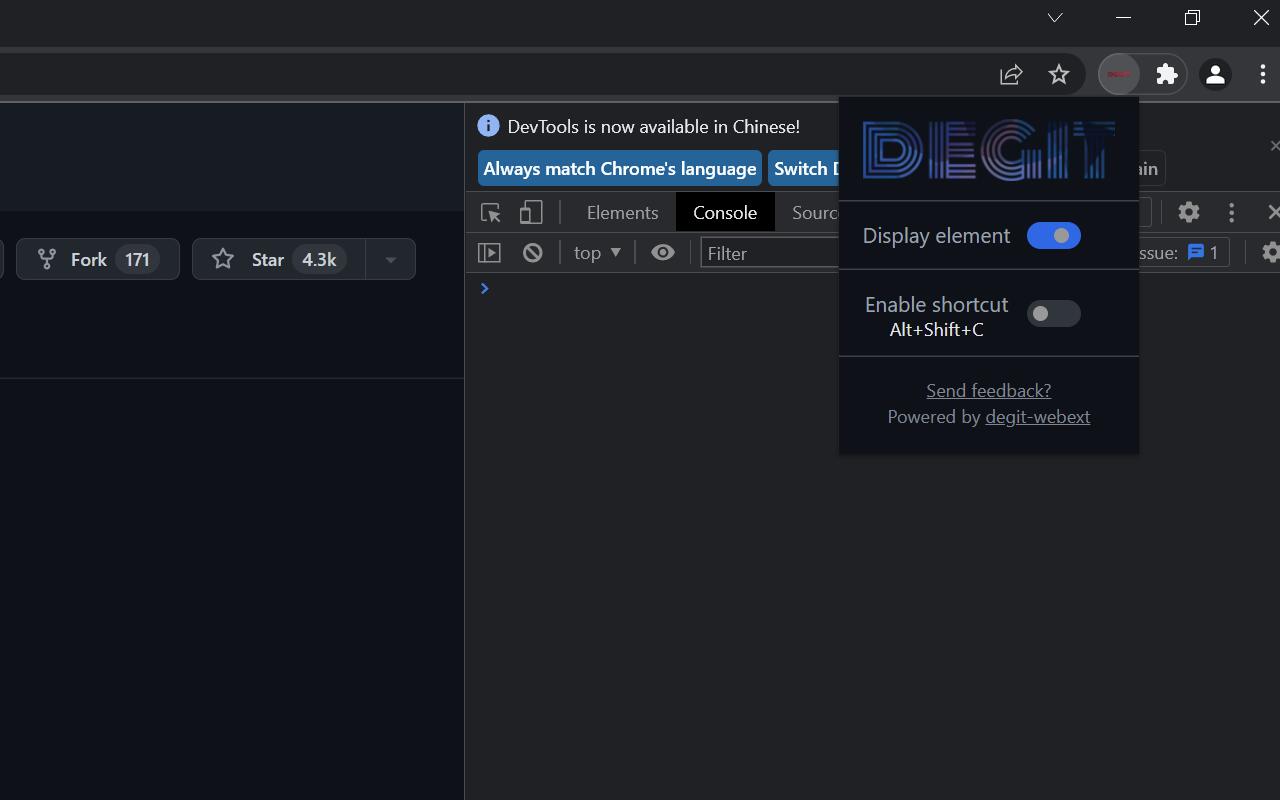 DEGIT
DevTools is now available in Chinese!
Always match Chrome's language
Switch D
ain
Elements
Console
Sourc
Display element
Fork 171
Star 4.3k
top
Filter
ssue: 1
Enable shortcut
Alt+Shift+C
Send feedback?
Powered by degit-webext